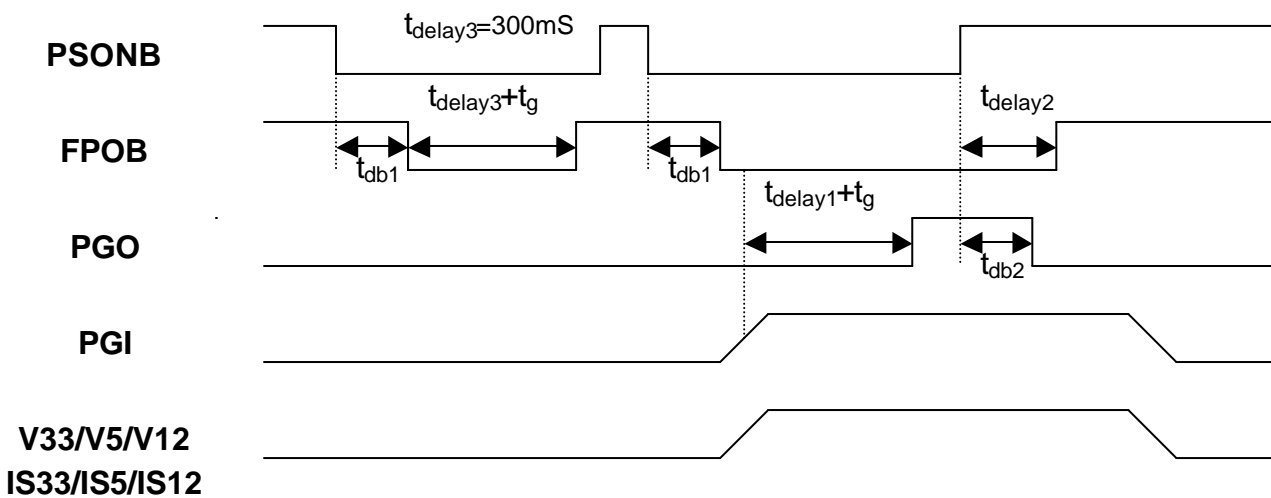 PSONB
tdelay3=300mS
tdelay3+tg
tdelay2
FPOB
tdb1
tdb1
tdelay1+tg
PGO
tdb2
PGI
V33/V5/V12
IS33/IS5/IS12